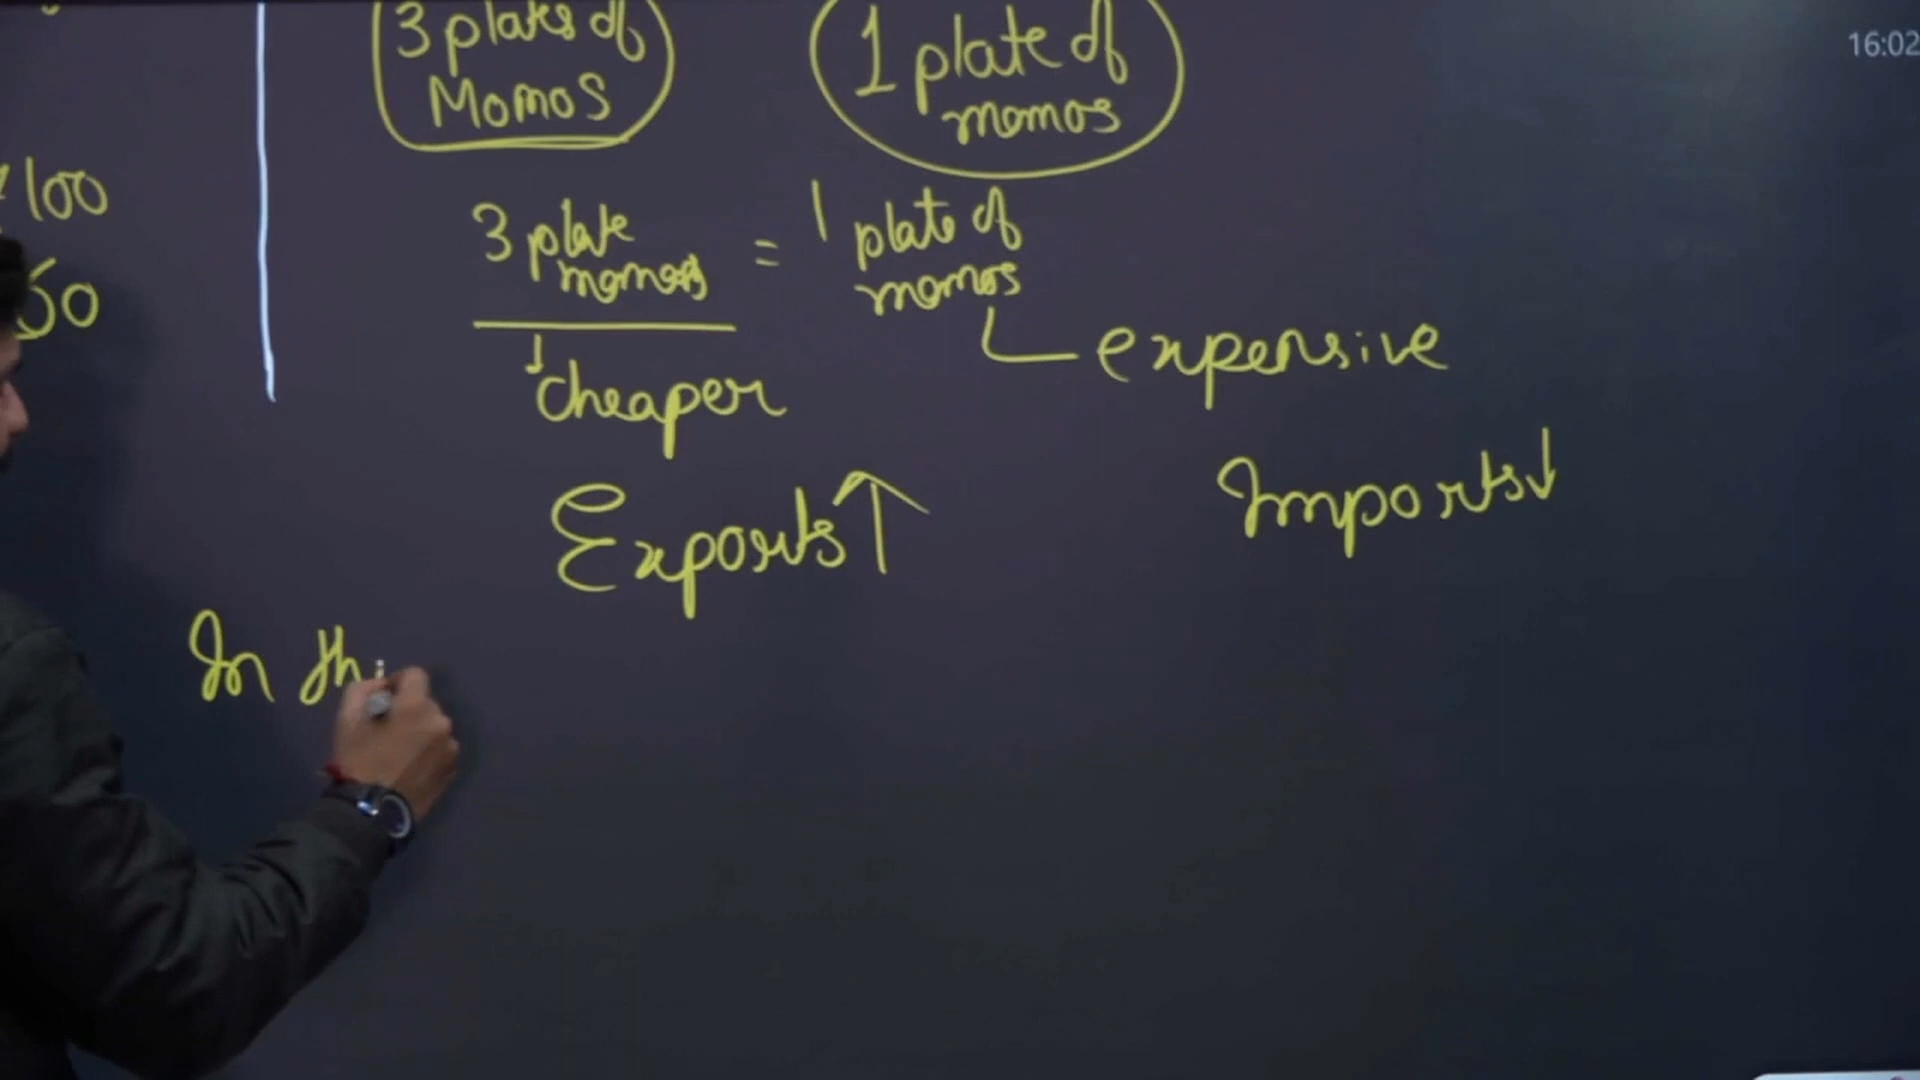 3 plates of
Momos
1 plate of
momos
16:02
100
50
3 plate
momos
=
1 plate of
momos
cheaper
expensive
Exports↑
Imports↓
In thi